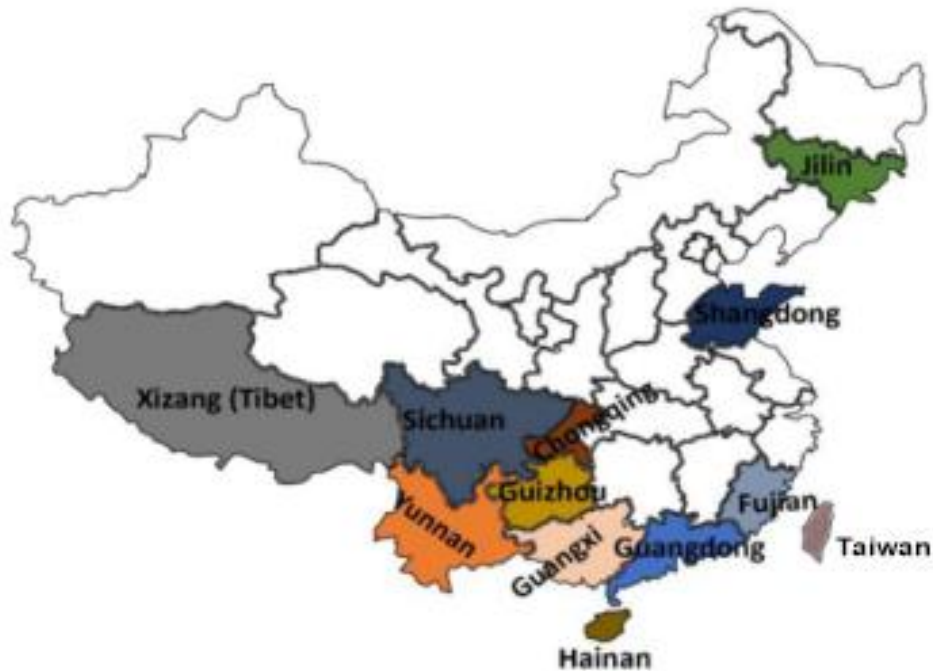 Jilin
Shangdong
Xizang (Tibet)
Sichuan
Chongqing
Guizhou
Yunnan
Fujian
Guangxi
Guangdong
Taiwan
Hainan